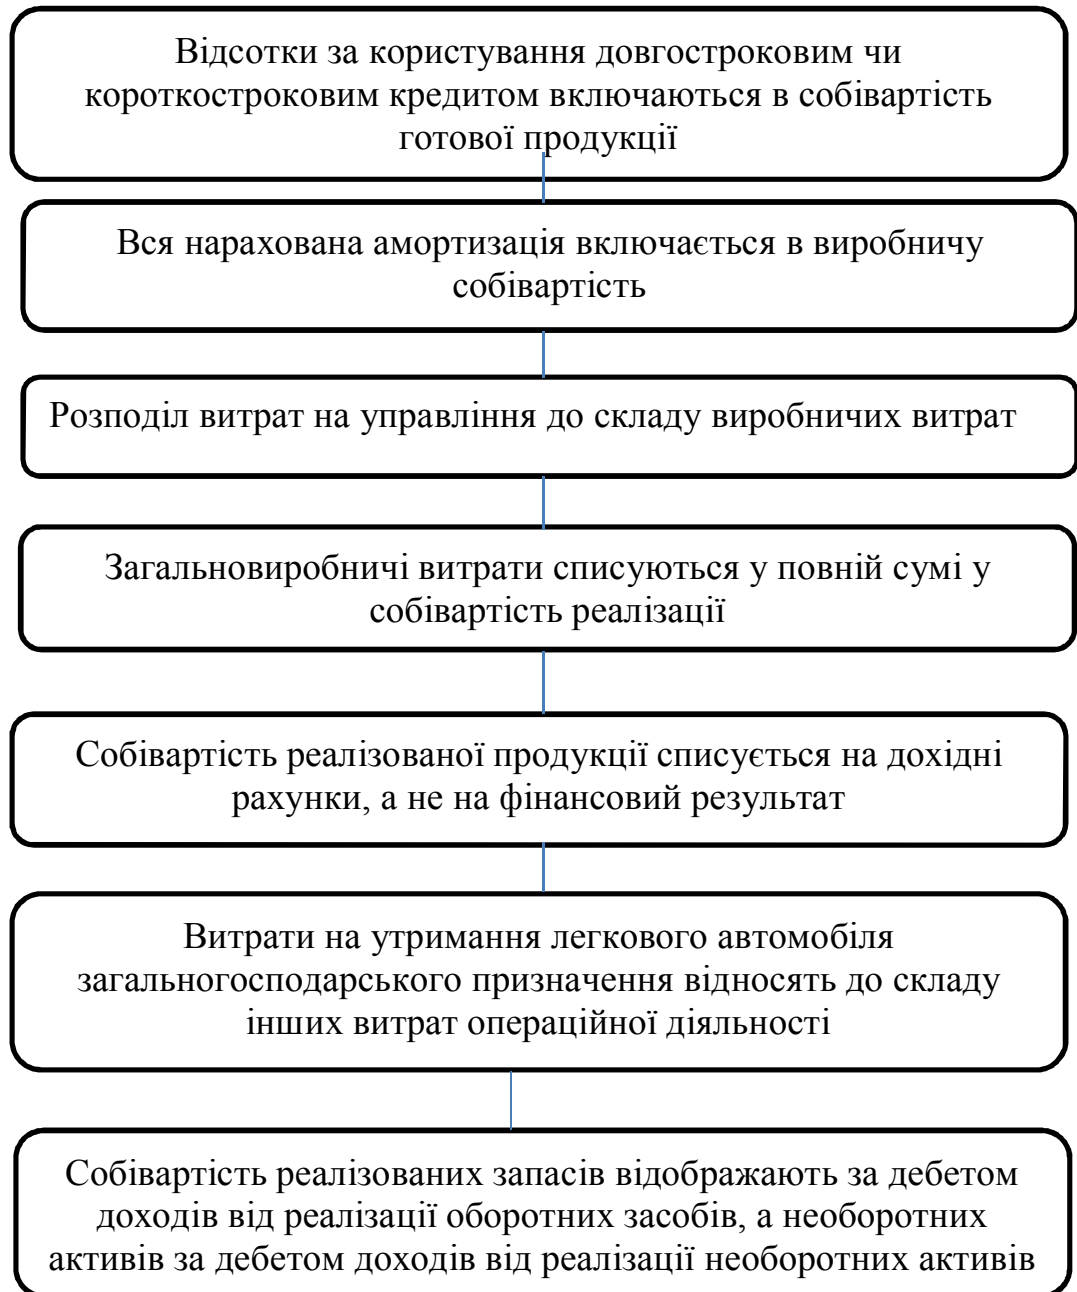 Відсотки за користування довгостроковим чи
короткостроковим кредитом включаються в собівартість
готової продукції
Вся нарахована амортизація включається в виробничу
собівартість
Розподіл витрат на управління до складу виробничих витрат
Загальновиробничі витрати списуються у повній сумі у
собівартість реалізації
Собівартість реалізованої продукції списується на дохідні
рахунки, а не на фінансовий результат
Витрати на утримання легкового автомобіля
загальногосподарського призначення відносять до складу
інших витрат операційної діяльності
Собівартість реалізованих запасів відображають за дебетом
доходів від реалізації оборотних засобів, а необоротних
активів за дебетом доходів від реалізації необоротних активів